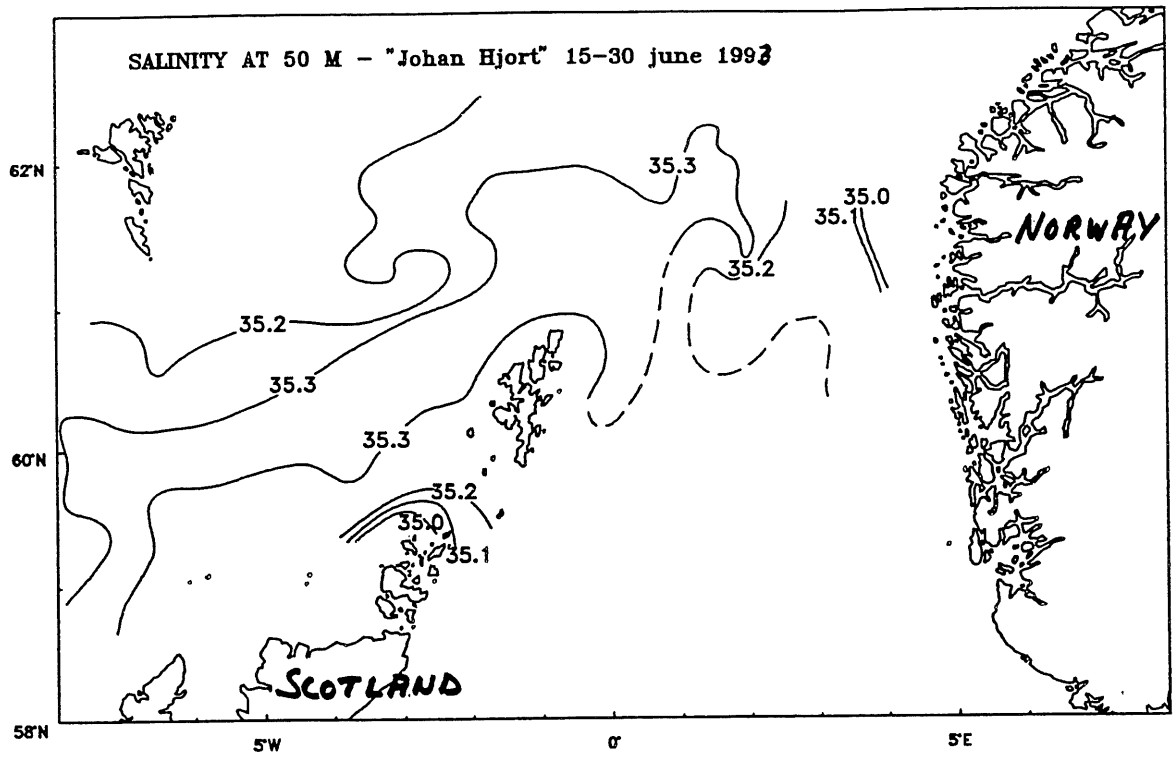 SALINITY AT 50 M – "Johan Hjort" 15–30 june 1993
62°N
35.3
35.0
35.1
NORWAY
35.2
35.2
35.3
35.3
60°N
35.2
35.0
35.1
SCOTLAND
58°N
5°W
0°
5°E